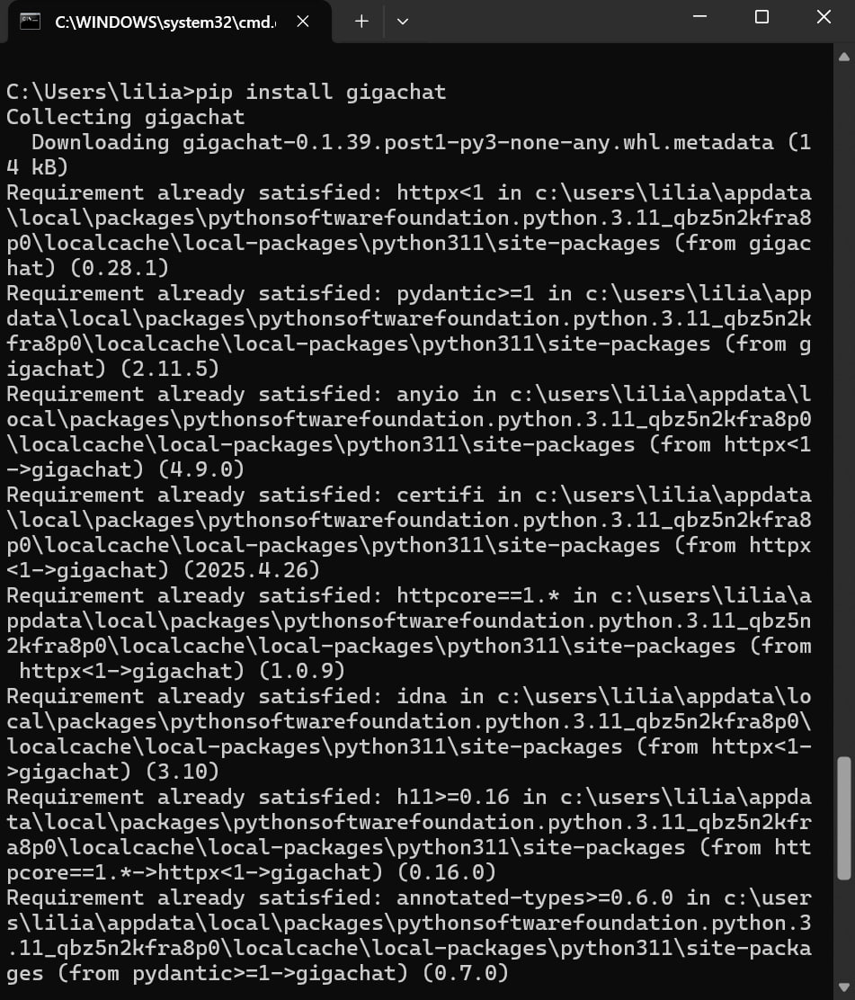 C:\WINDOWS\system32\cmd.
C:\Users\lilia>pip install gigachat
Collecting gigachat
  Downloading gigachat-0.1.39.post1-py3-none-any.whl.metadata (1
4 kB)
Requirement already satisfied: httpx<1 in c:\users\lilia\appdata
\local\packages\pythonsoftwarefoundation.python.3.11_qbz5n2kfra8
p0\localcache\local-packages\python311\site-packages (from gigac
hat) (0.28.1)
Requirement already satisfied: pydantic>=1 in c:\users\lilia\app
data\local\packages\pythonsoftwarefoundation.python.3.11_qbz5n2k
fra8p0\localcache\local-packages\python311\site-packages (from g
igachat) (2.11.5)
Requirement already satisfied: anyio in c:\users\lilia\appdata\l
ocal\packages\pythonsoftwarefoundation.python.3.11_qbz5n2kfra8p0
\localcache\local-packages\python311\site-packages (from httpx<1
->gigachat) (4.9.0)
Requirement already satisfied: certifi in c:\users\lilia\appdata
\local\packages\pythonsoftwarefoundation.python.3.11_qbz5n2kfra8
p0\localcache\local-packages\python311\site-packages (from httpx
<1->gigachat) (2025.4.26)
Requirement already satisfied: httpcore==1.* in c:\users\lilia\a
ppdata\local\packages\pythonsoftwarefoundation.python.3.11_qbz5n
2kfra8p0\localcache\local-packages\python311\site-packages (from
 httpx<1->gigachat) (1.0.9)
Requirement already satisfied: idna in c:\users\lilia\appdata\lo
cal\packages\pythonsoftwarefoundation.python.3.11_qbz5n2kfra8p0\
localcache\local-packages\python311\site-packages (from httpx<1-
>gigachat) (3.10)
Requirement already satisfied: h11>=0.16 in c:\users\lilia\appda
ta\local\packages\pythonsoftwarefoundation.python.3.11_qbz5n2kfr
a8p0\localcache\local-packages\python311\site-packages (from htt
pcore==1.*->httpx<1->gigachat) (0.16.0)
Requirement already satisfied: annotated-types>=0.6.0 in c:\user
s\lilia\appdata\local\packages\pythonsoftwarefoundation.python.3
.11_qbz5n2kfra8p0\localcache\local-packages\python311\site-packa
ges (from pydantic>=1->gigachat) (0.7.0)